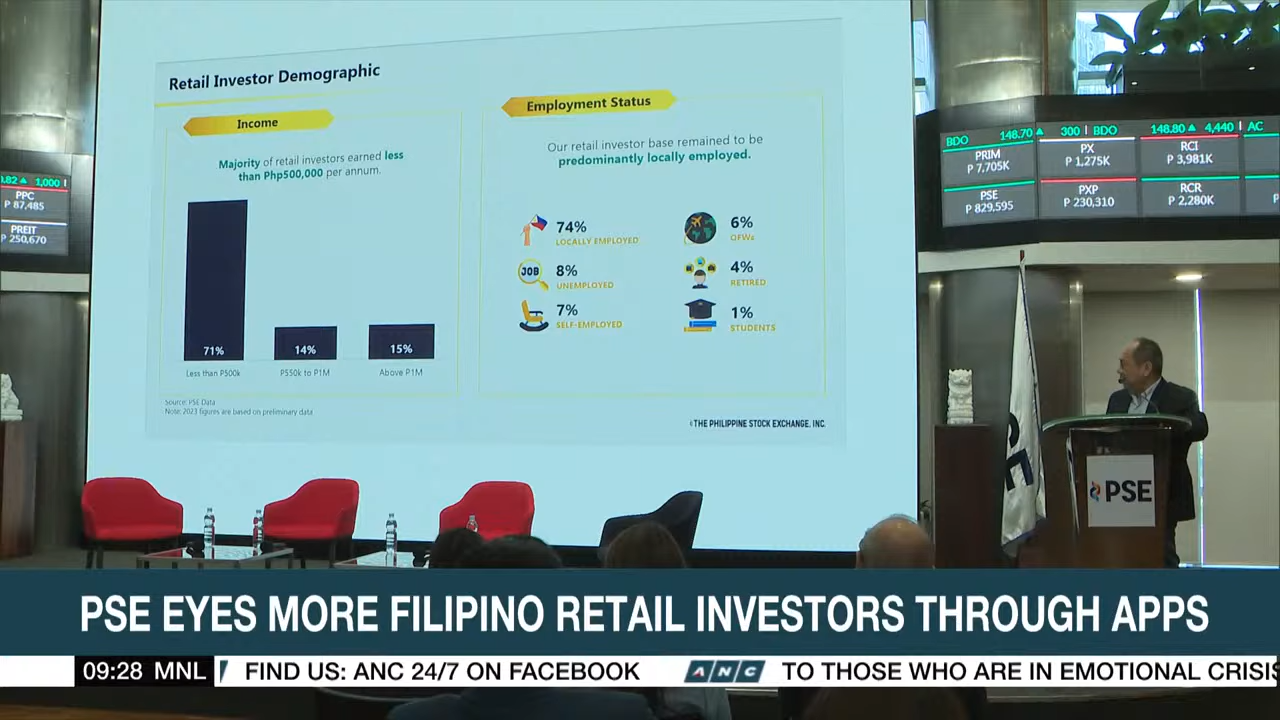 Retail Investor Demographic
Income
Majority of retail investors earned less
than Php500,000 per annum.
71%
14%
15%
Less than P500k
P550k to P1M
Above P1M
Source: PSE Data
Note: 2023 figures are based on preliminary data
Employment Status
Our retail investor base remained to be
predominantly locally employed.
74%
LOCALLY EMPLOYED
JOB
8%
UNEMPLOYED
7%
SELF-EMPLOYED
6%
OFWs
4%
RETIRED
1%
STUDENTS
THE PHILIPPINE STOCK EXCHANGE, INC.
.82 ▲ 1,000
PPC
P 87,485
PREIT
P 250,670
BDO 148.70 ▲ 300 BDO 148.80 ▲ 4,440 AC
PRIM
P 7,705K
PX
P 1,275K
RCI
P 3,981K
PSE
P 829,595
PXP
P 230,310
RCR
P 2,280K
PSE
PSE EYES MORE FILIPINO RETAIL INVESTORS THROUGH APPS
09:28 MNL FIND US: ANC 24/7 ON FACEBOOK ANC TO THOSE WHO ARE IN EMOTIONAL CRISIS